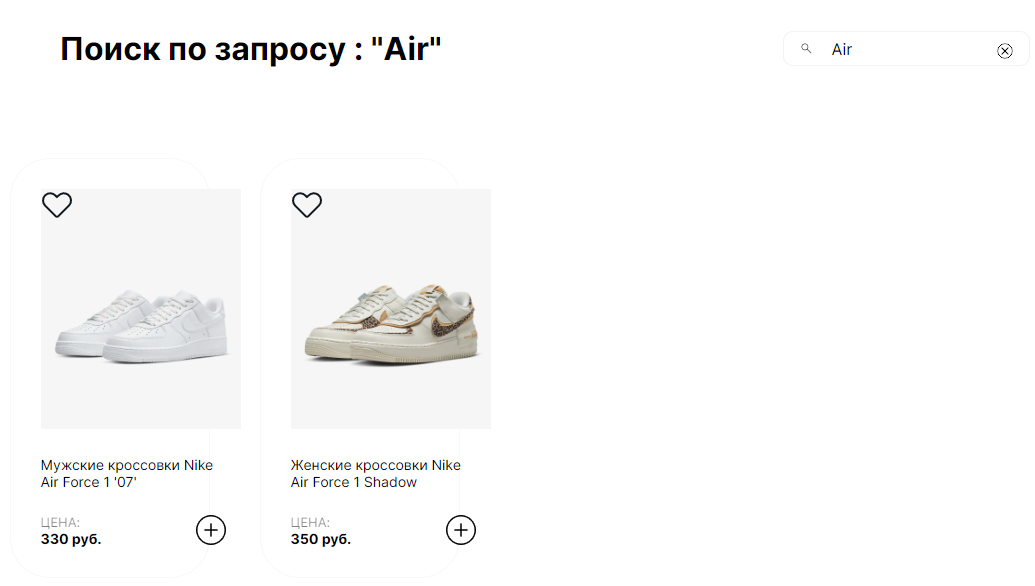 Поиск по запросу : "Air"
Air
Мужские кроссовки Nike
Air Force 1 '07'
ЦЕНА:
330 руб.
Женские кроссовки Nike
Air Force 1 Shadow
ЦЕНА:
350 руб.